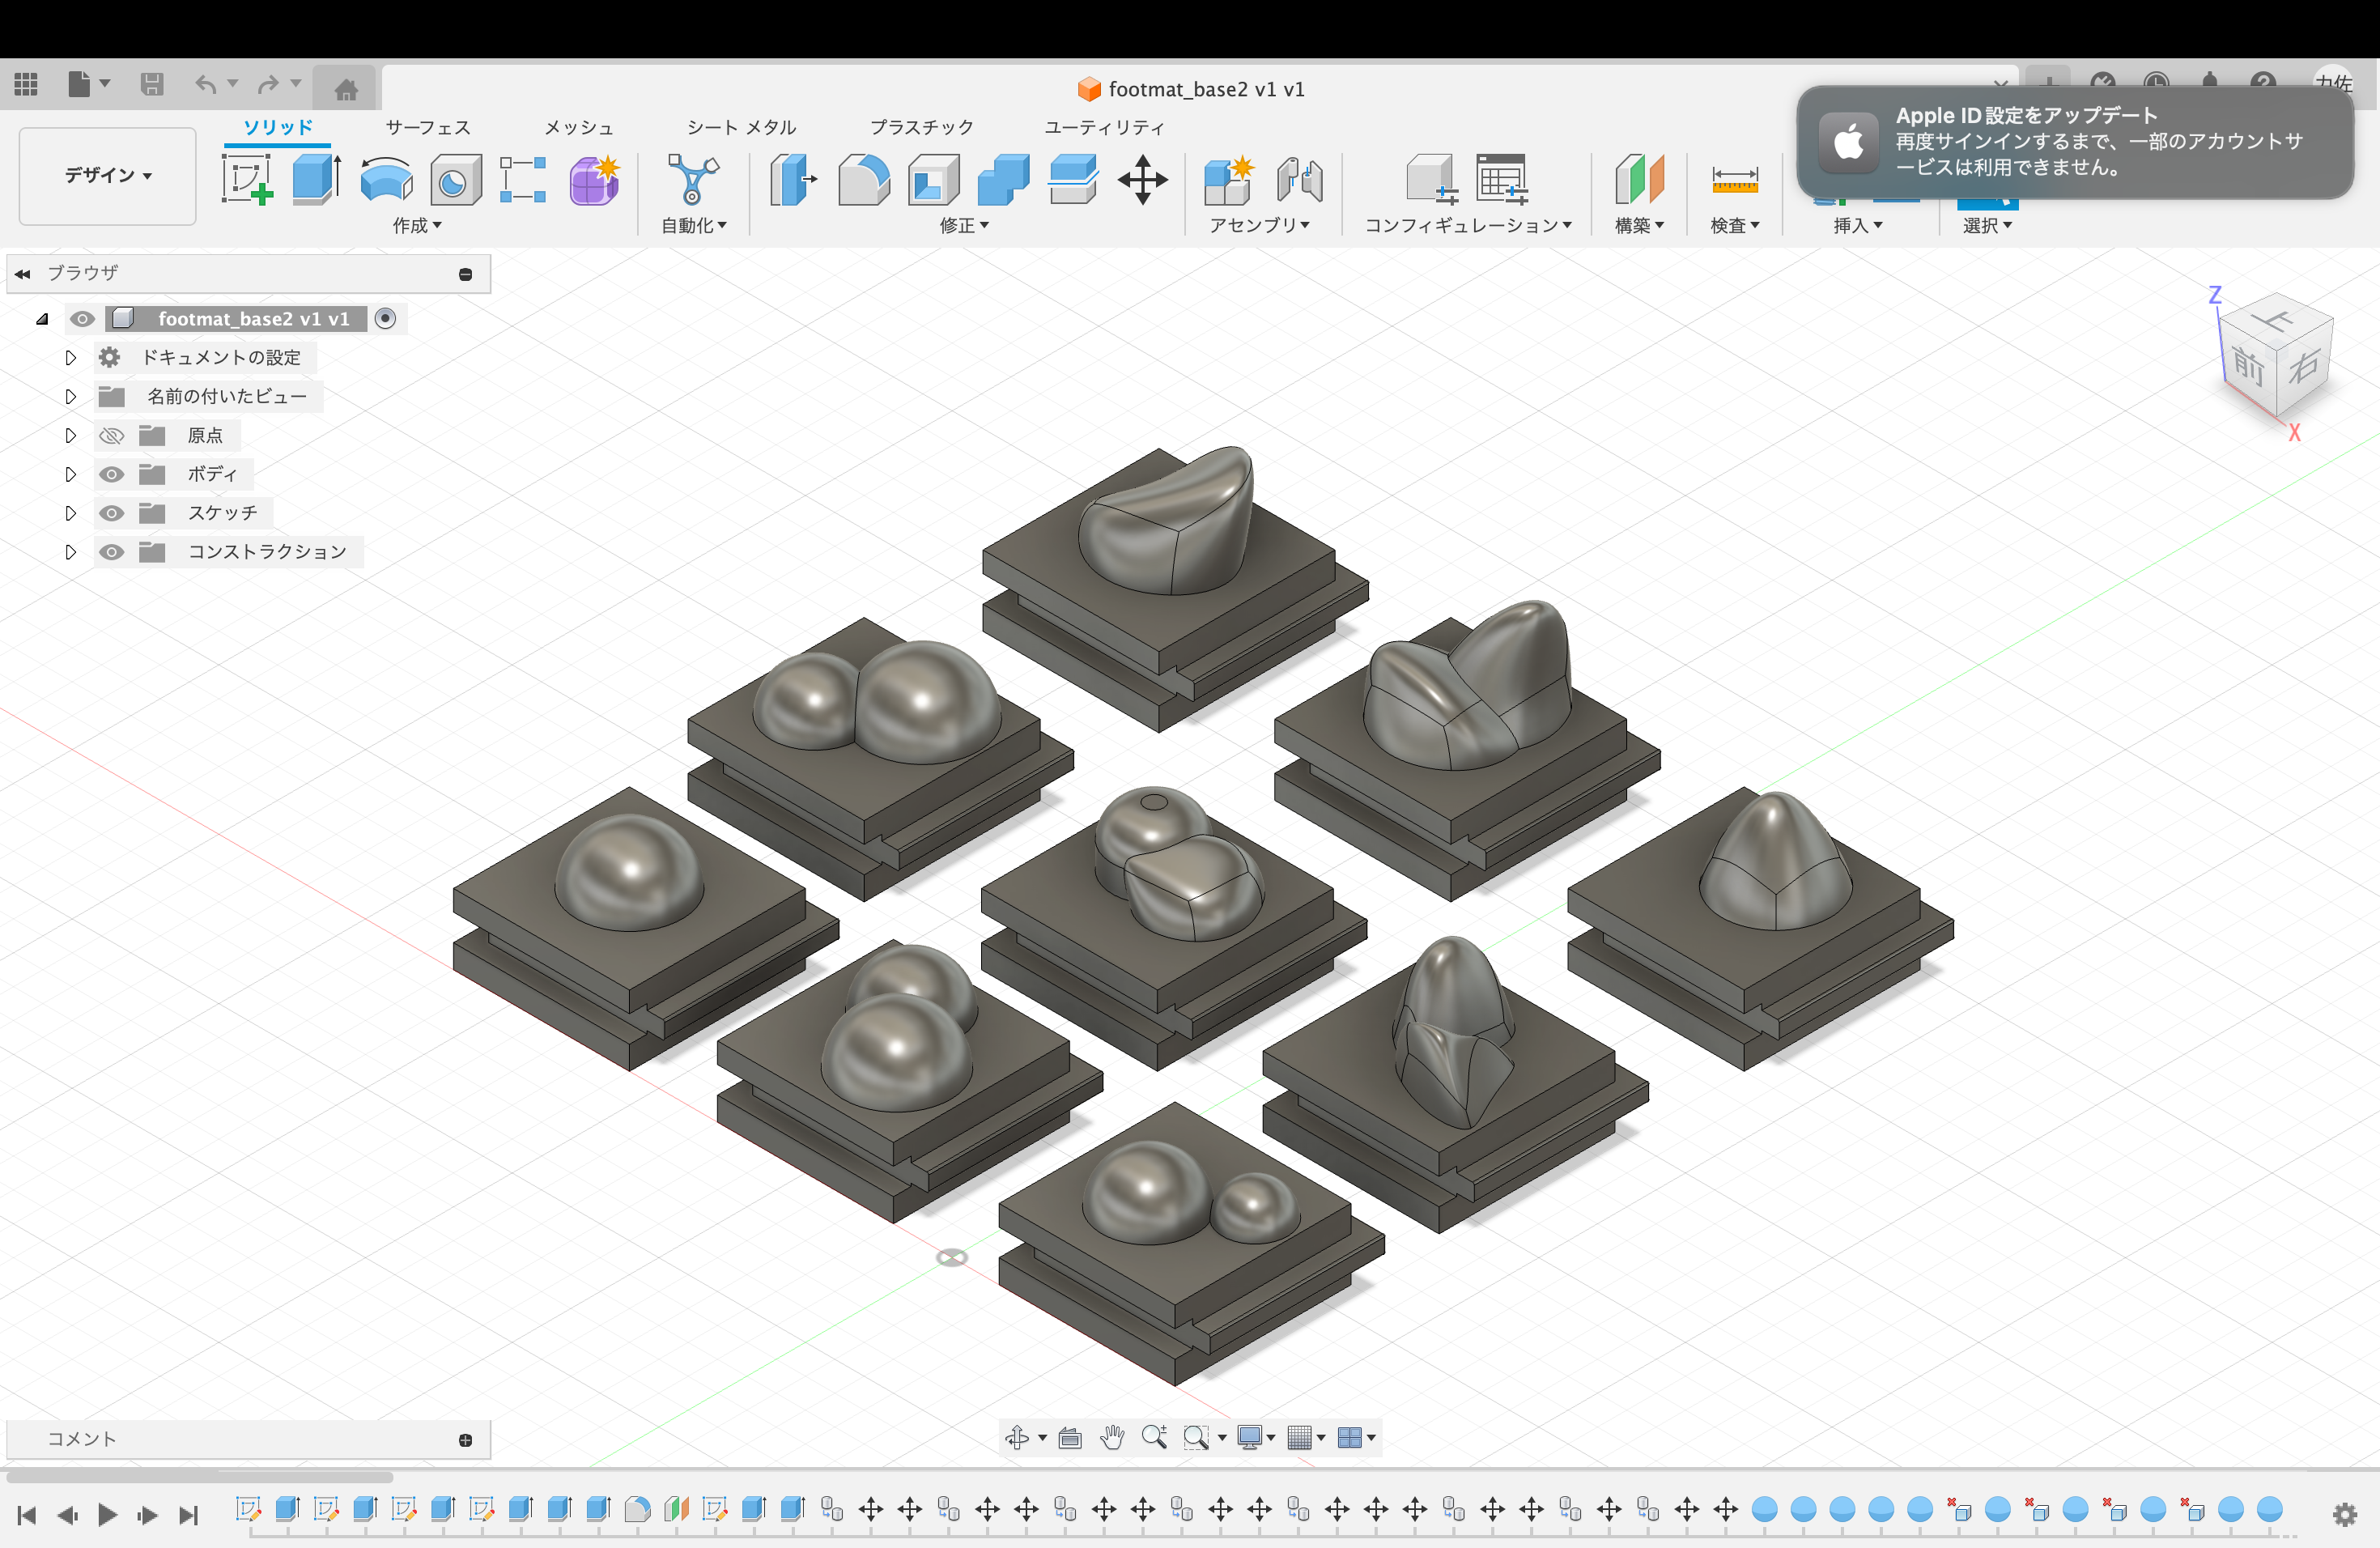 footmat_base2 v1 v1
力佐
Apple ID 設定をアップデート
再度サインインするまで、一部のアカウントサ
ービスは利用できません。
デザイン
ソリッド
サーフェス
メッシュ
シート メタル
プラスチック
ユーティリティ
作成
自動化
修正
アセンブリ
コンフィギュレーション
構築
検査
挿入
選択
ブラウザ
footmat_base2 v1 v1
ドキュメントの設定
名前の付いたビュー
原点
ボディ
スケッチ
コンストラクション
Z
上
前
右
X
コメント